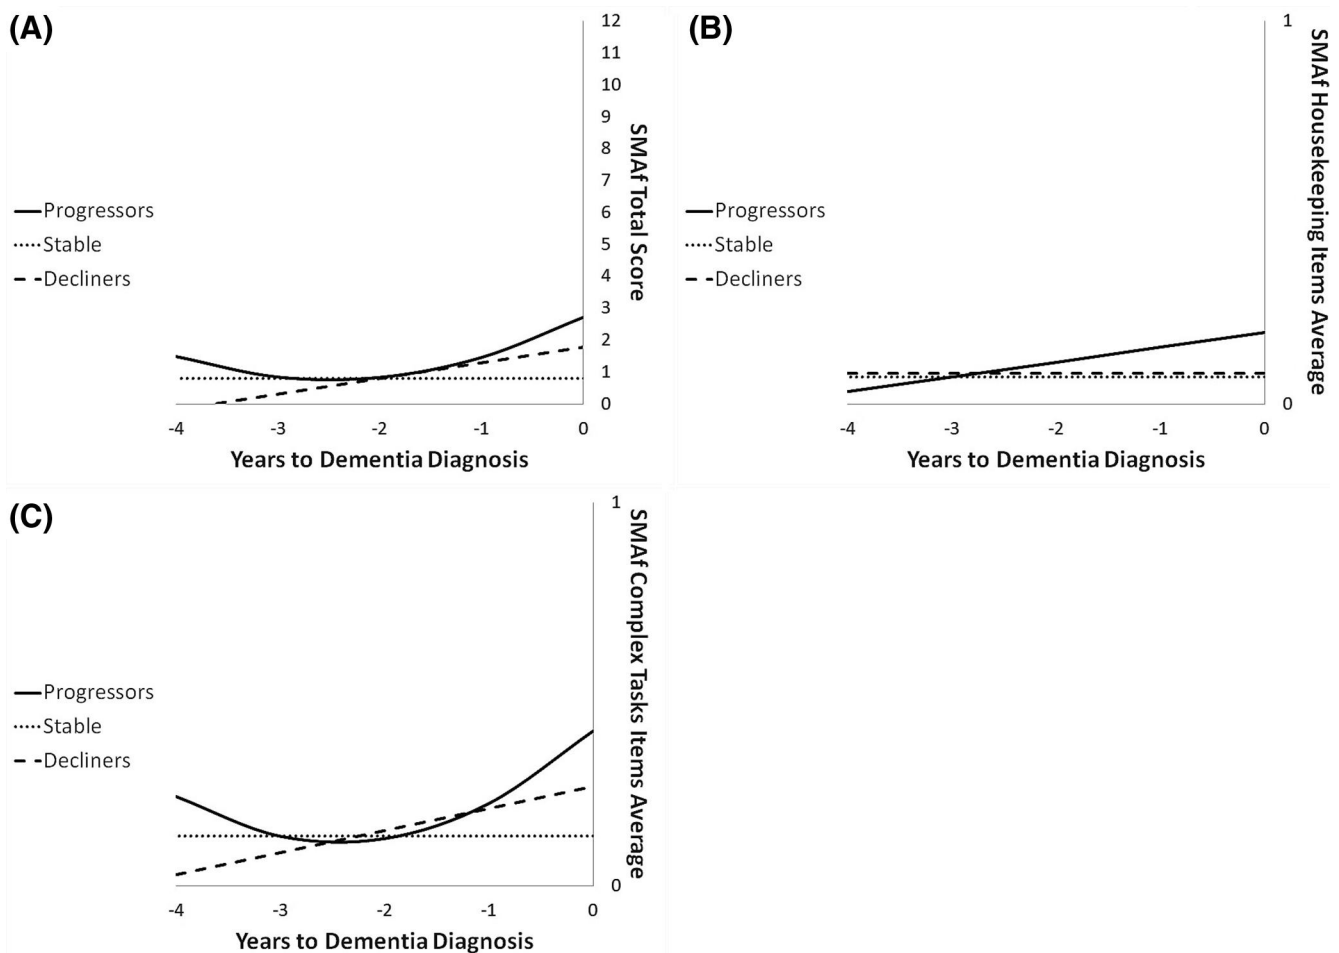 (A)
12
11
10
9
8
7
6
5
4
3
2
1
0
SMAf Total Score
Progressors
Stable
Decliners
-4 -3 -2 -1 0
Years to Dementia Diagnosis
(B)
1
0
SMAf Housekeeping Items Average
Progressors
Stable
Decliners
-4 -3 -2 -1 0
Years to Dementia Diagnosis
(C)
1
0
SMAf Complex Tasks Items Average
Progressors
Stable
Decliners
-4 -3 -2 -1 0
Years to Dementia Diagnosis